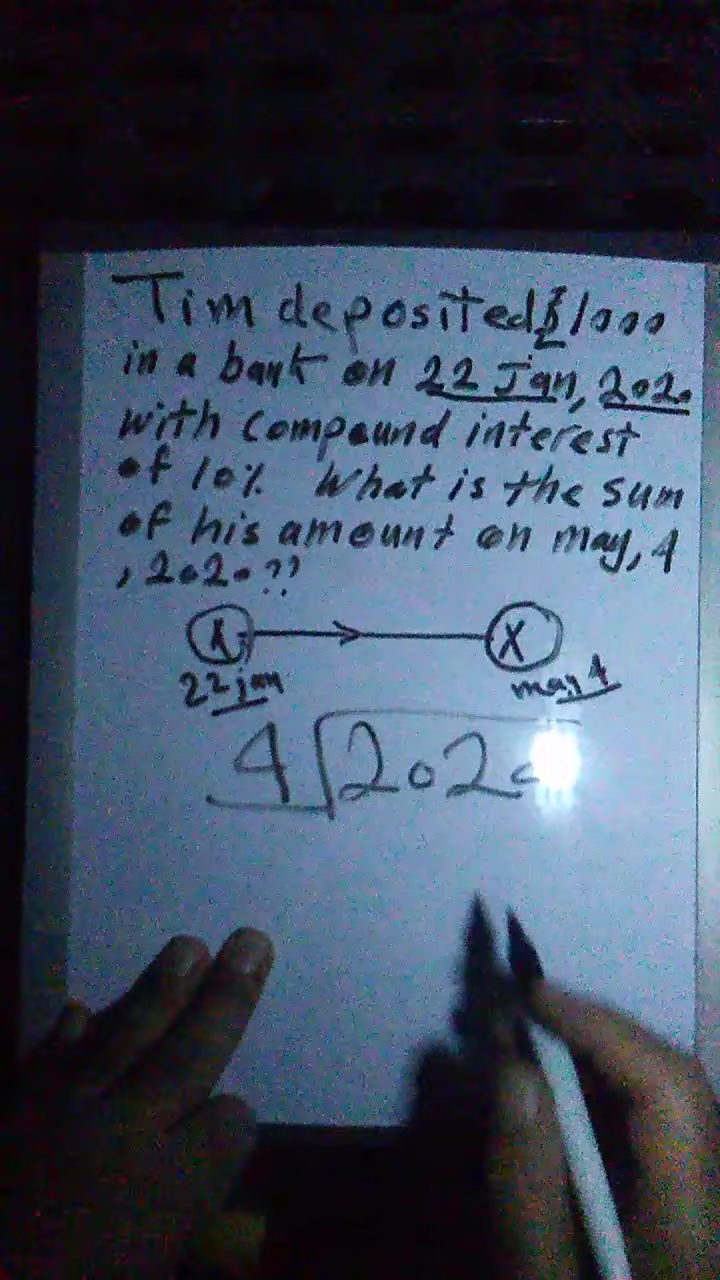 Tim deposited $1000
in a bank on 22 Jan, 2020
with compound interest
of 10% What is the sum
of his amount on may, 4
, 2020??
X X
22 jan may 4
4 2020